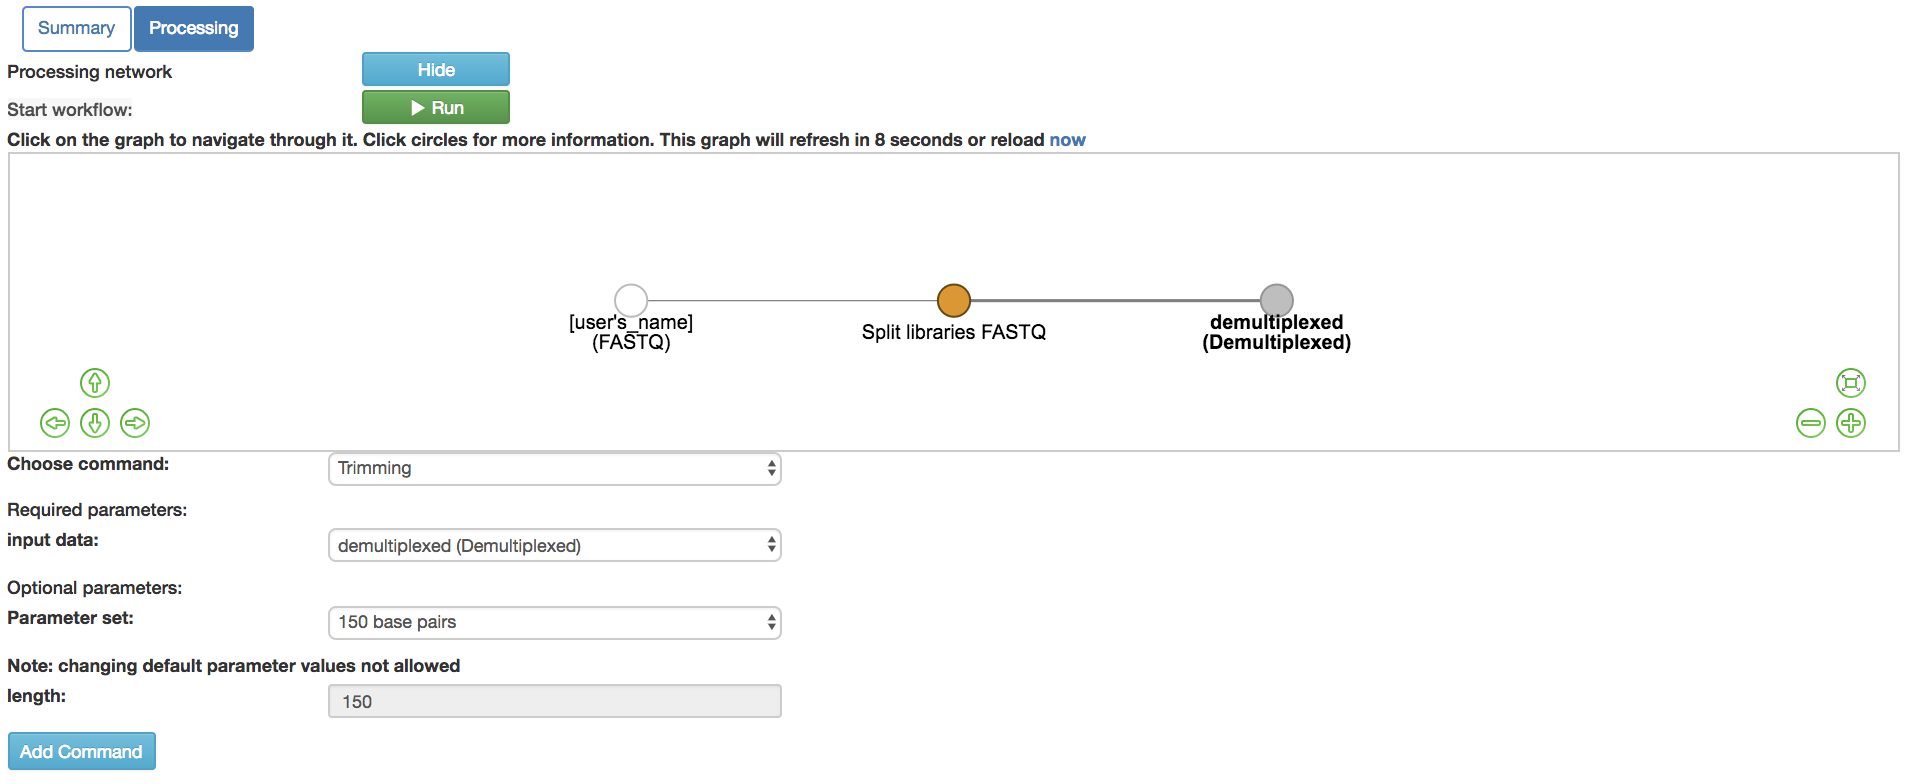 Summary Processing
Processing network Hide
Start workflow: Run
Click on the graph to navigate through it. Click circles for more information. This graph will refresh in 8 seconds or reload now
[user's_name]
(FASTQ)
Split libraries FASTQ
demultiplexed
(Demultiplexed)
Choose command: Trimming
Required parameters:
input data: demultiplexed (Demultiplexed)
Optional parameters:
Parameter set: 150 base pairs
Note: changing default parameter values not allowed
length: 150
Add Command